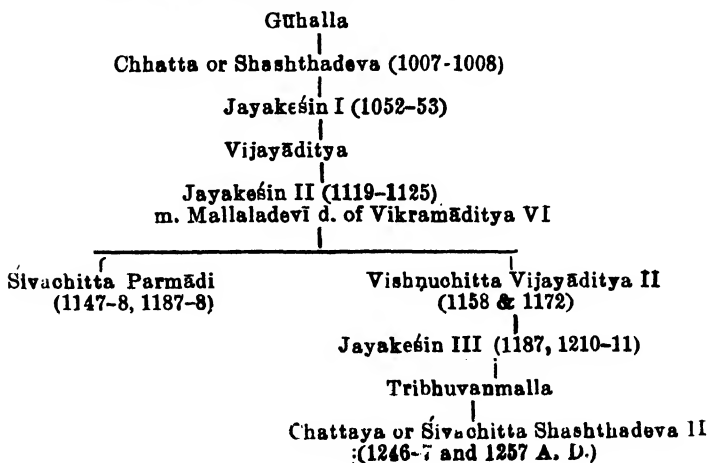 Gūhalla
Chhatta or Shashthadeva (1007-1008)
Jayakeśin I (1052-53)
Vijayāditya
Jayakeśin II (1119-1125)
m. Mallaladevī d. of Vikramāditya VI
Śivachitta Parmādi
(1147-8, 1187-8)
Vishṇuchitta Vijayāditya II
(1158 & 1172)
Jayakeśin III (1187, 1210-11)
Tribhuvanmalla
Chattaya or Śivachitta Shashthadeva II
(1246-7 and 1257 A. D.)